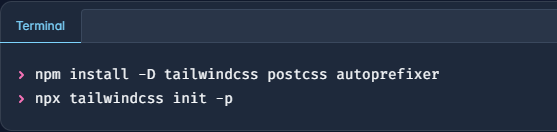 Terminal
› npm install -D tailwindcss postcss autoprefixer
› npx tailwindcss init -p